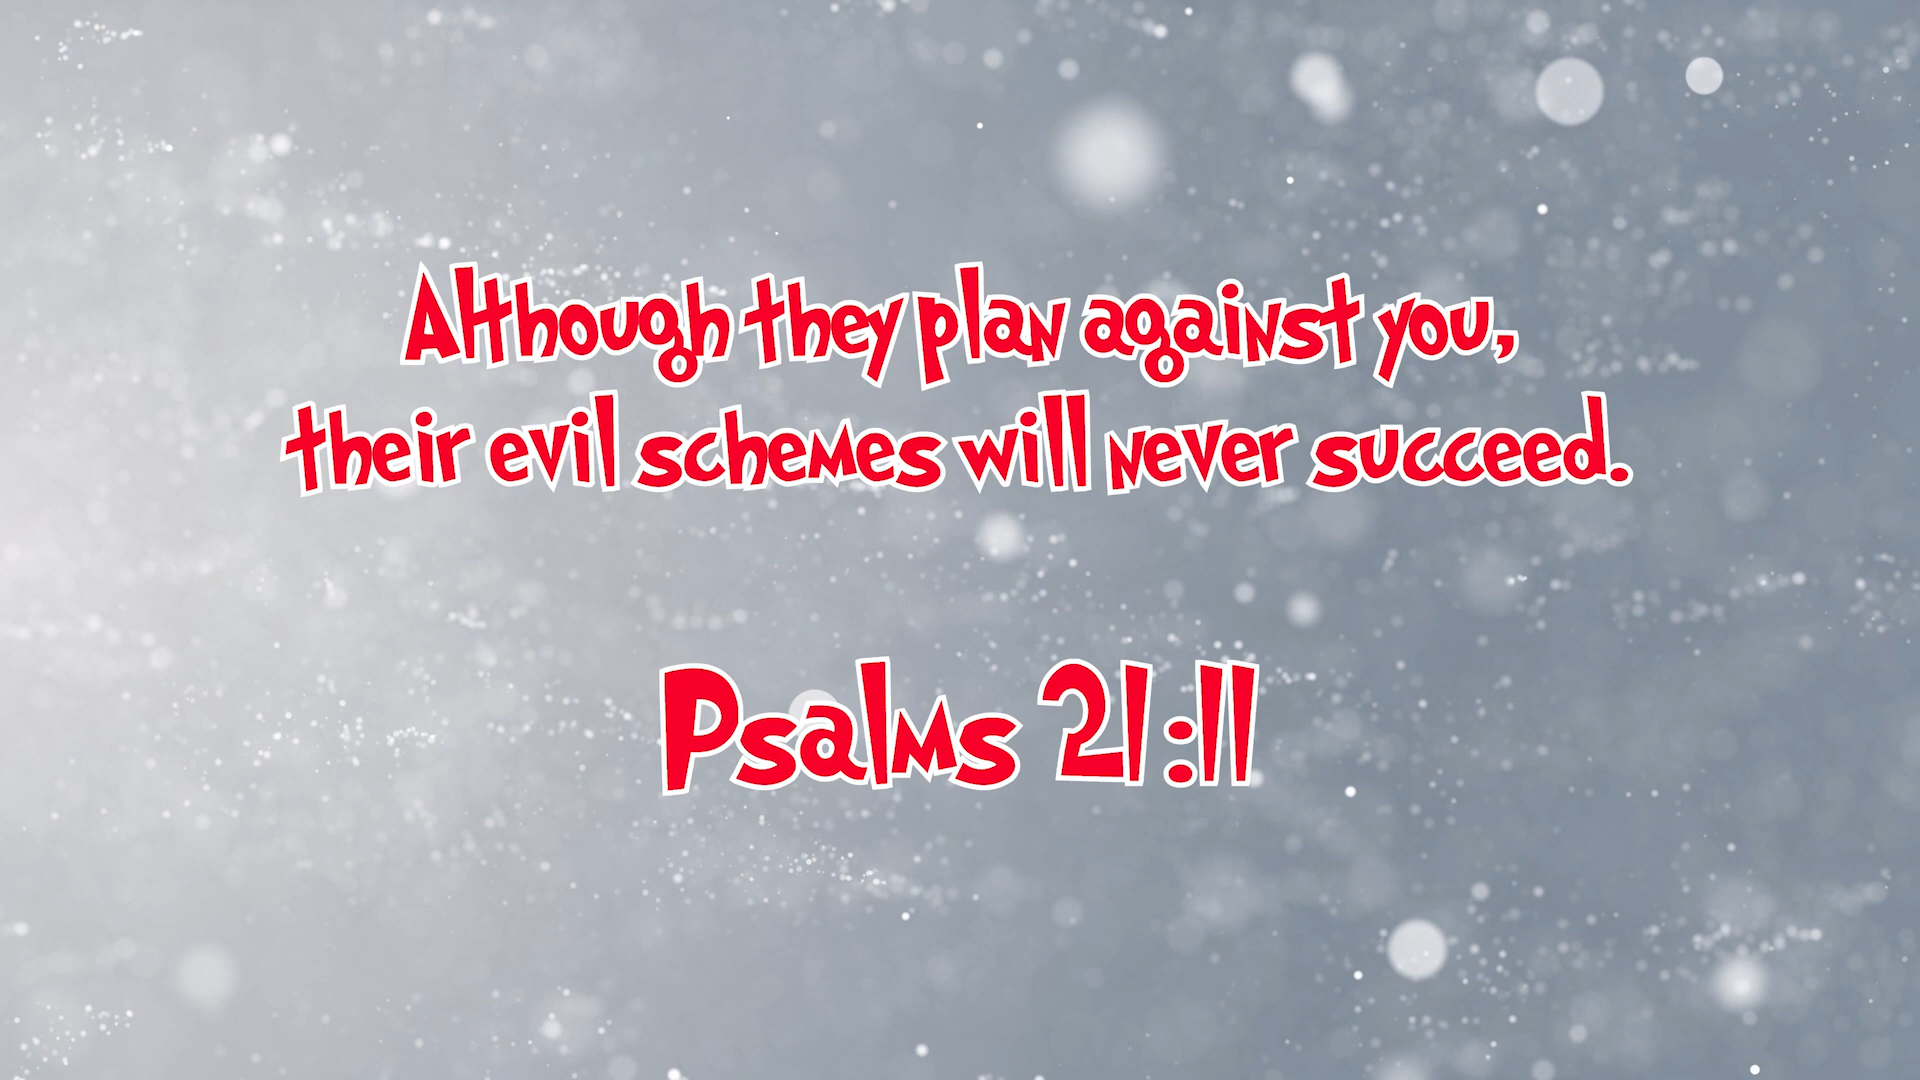 Although they plan against you,
their evil schemes will never succeed.
Psalms 21:11